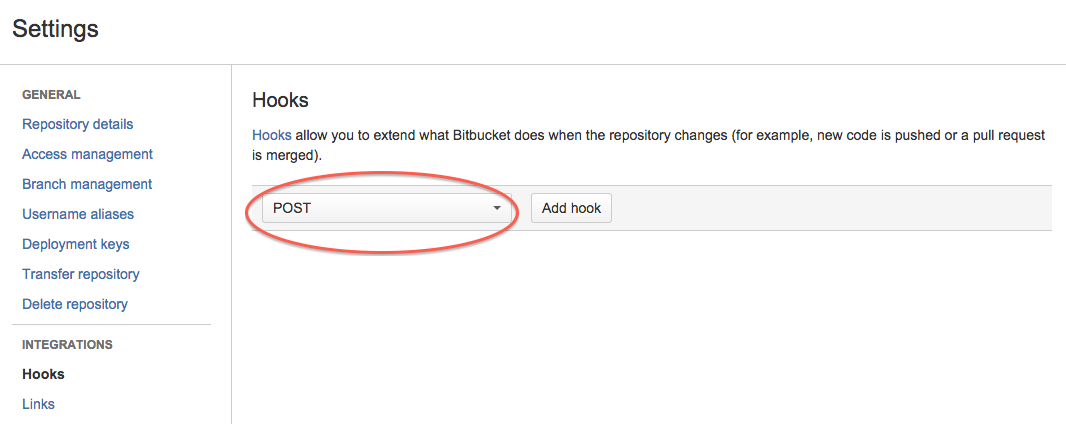 Settings
GENERAL
Repository details
Access management
Branch management
Username aliases
Deployment keys
Transfer repository
Delete repository
INTEGRATIONS
Hooks
Links
Hooks
Hooks allow you to extend what Bitbucket does when the repository changes (for example, new code is pushed or a pull request
is merged).
POST
Add hook